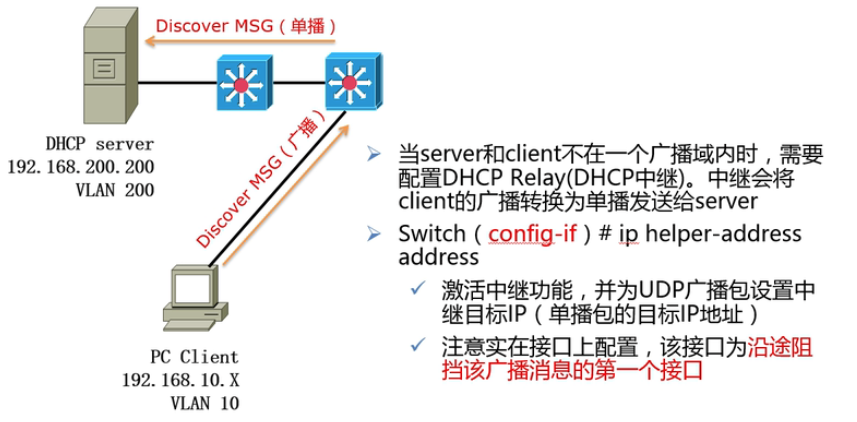 Discover MSG（单播）
DHCP server
192.168.200.200
VLAN 200
Discover MSG（广播）
PC Client
192.168.10.X
VLAN 10
当server和client不在一个广播域内时，需要
配置DHCP Relay(DHCP中继)。中继会将
client的广播转换为单播发送给server
Switch（config-if）# ip helper-address
address
激活中继功能，并为UDP广播包设置中
继目标IP（单播包的目标IP地址）
注意实在接口上配置，该接口为沿途阻
挡该广播消息的第一个接口